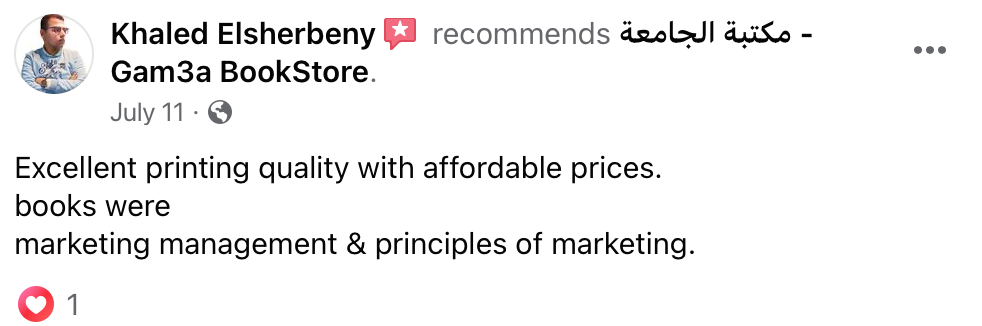 Khaled Elsherbeny recommends مكتبة الجامعة -
Gam3a BookStore.
July 11 ·
Excellent printing quality with affordable prices.
books were
marketing management & principles of marketing.
1